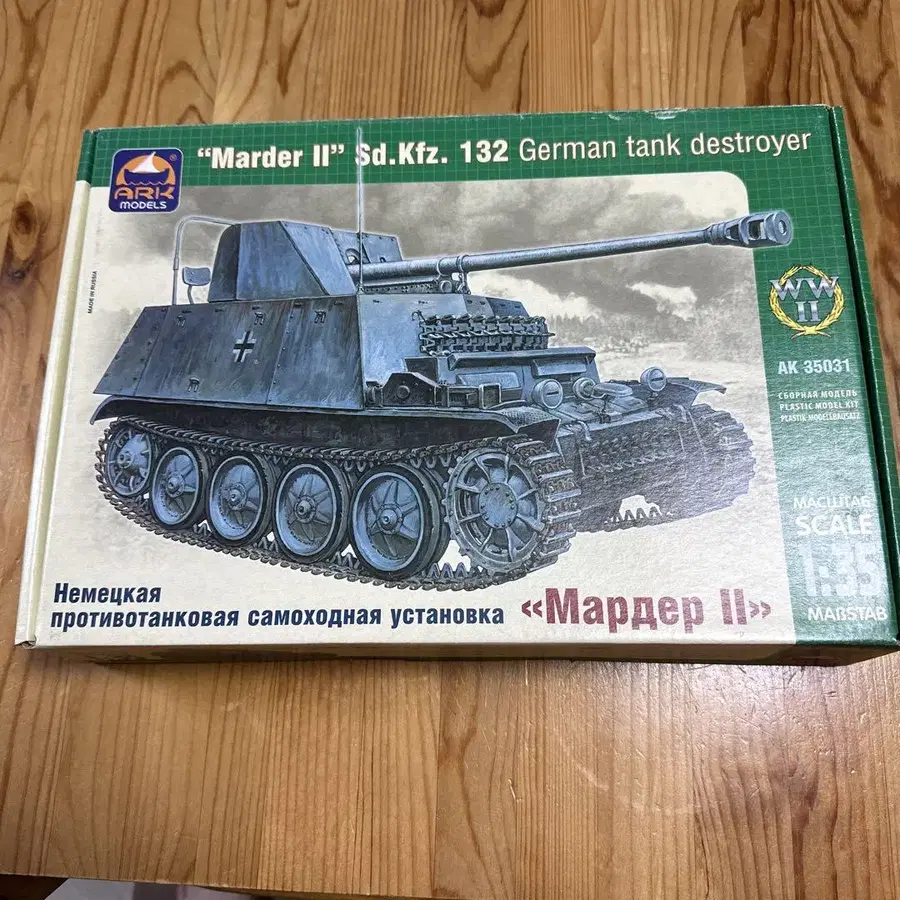 "Marder II" Sd.Kfz. 132 German tank destroyer
ARK
MODELS
®
MADE IN RUSSIA
WW
II
AK 35031
СБОРНАЯ МОДЕЛЬ
PLASTIC MODEL KIT
PLASTIK-MODELLBAUSATZ
МАСШТАБ
SCALE
1:35
MAßSTAB
Немецкая
противотанковая самоходная установка «Мардер II»